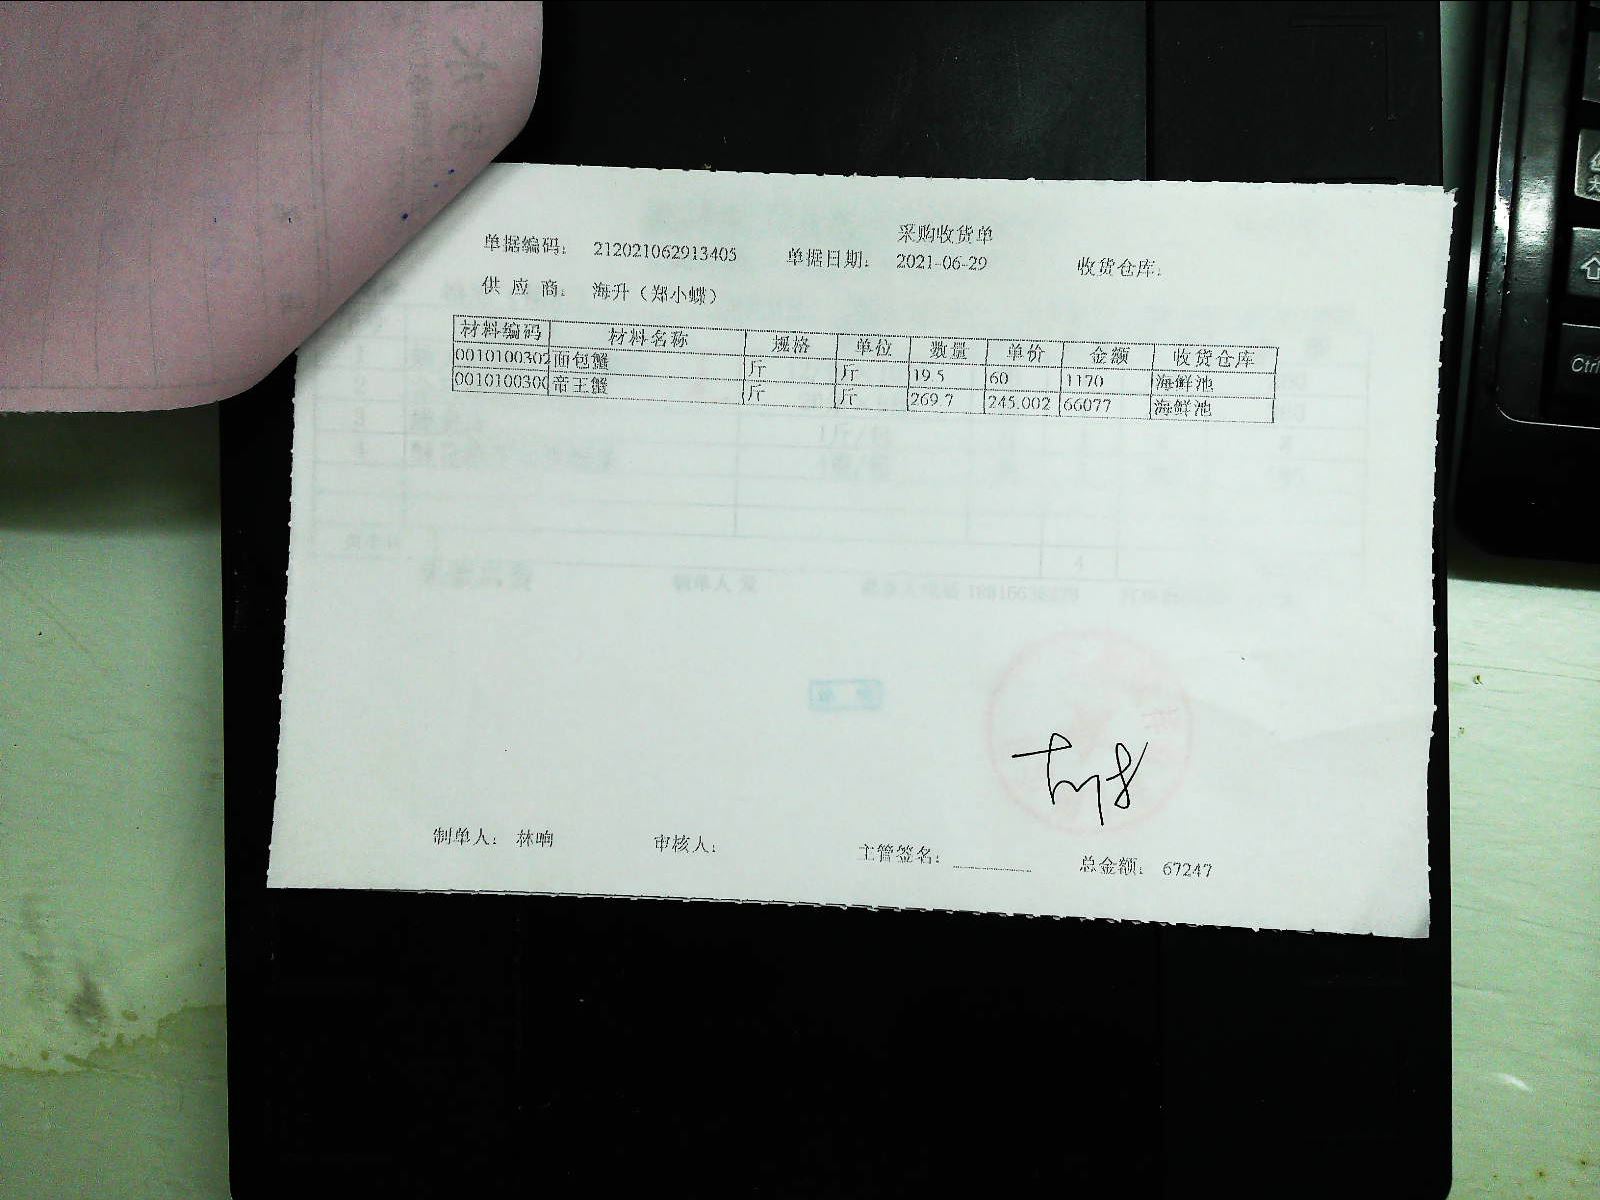 采购收货单
单据编码： 212021062913405 单据日期： 2021-06-29 收货仓库：
供 应 商： 海升（郑小蝶）
材料编码 材料名称 规格 单位 数量 单价 金额 收货仓库
0010100302 面包蟹 斤 斤 19.5 60 1170 海鲜池
0010100300 帝王蟹 斤 斤 269.7 245.002 66077 海鲜池
制单人： 林响 审核人： 主管签名： 总金额： 67247
Ctrl